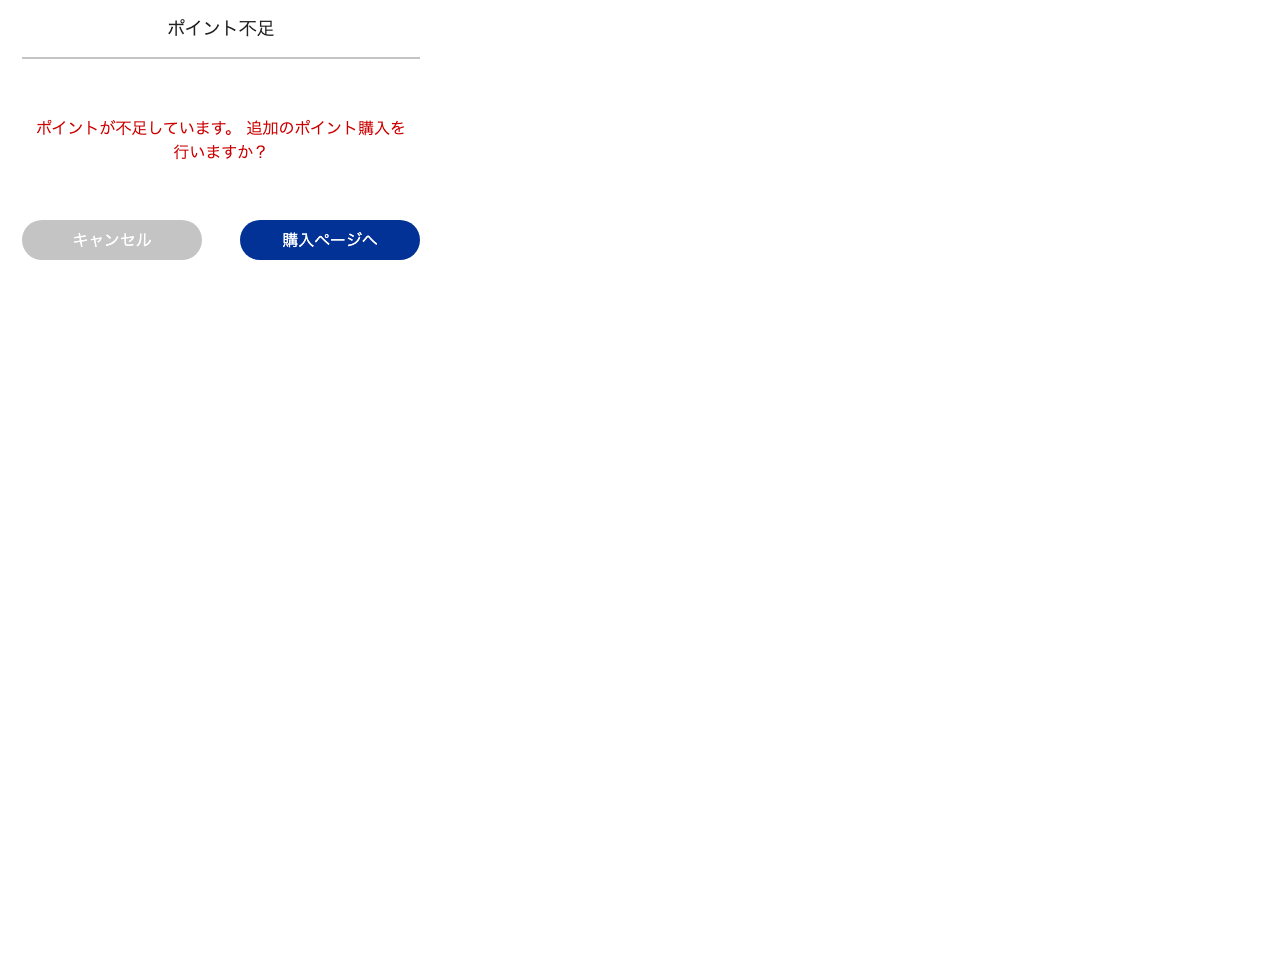 ポイント不足
ポイントが不足しています。 追加のポイント購入を
行いますか？
キャンセル
購入ページへ